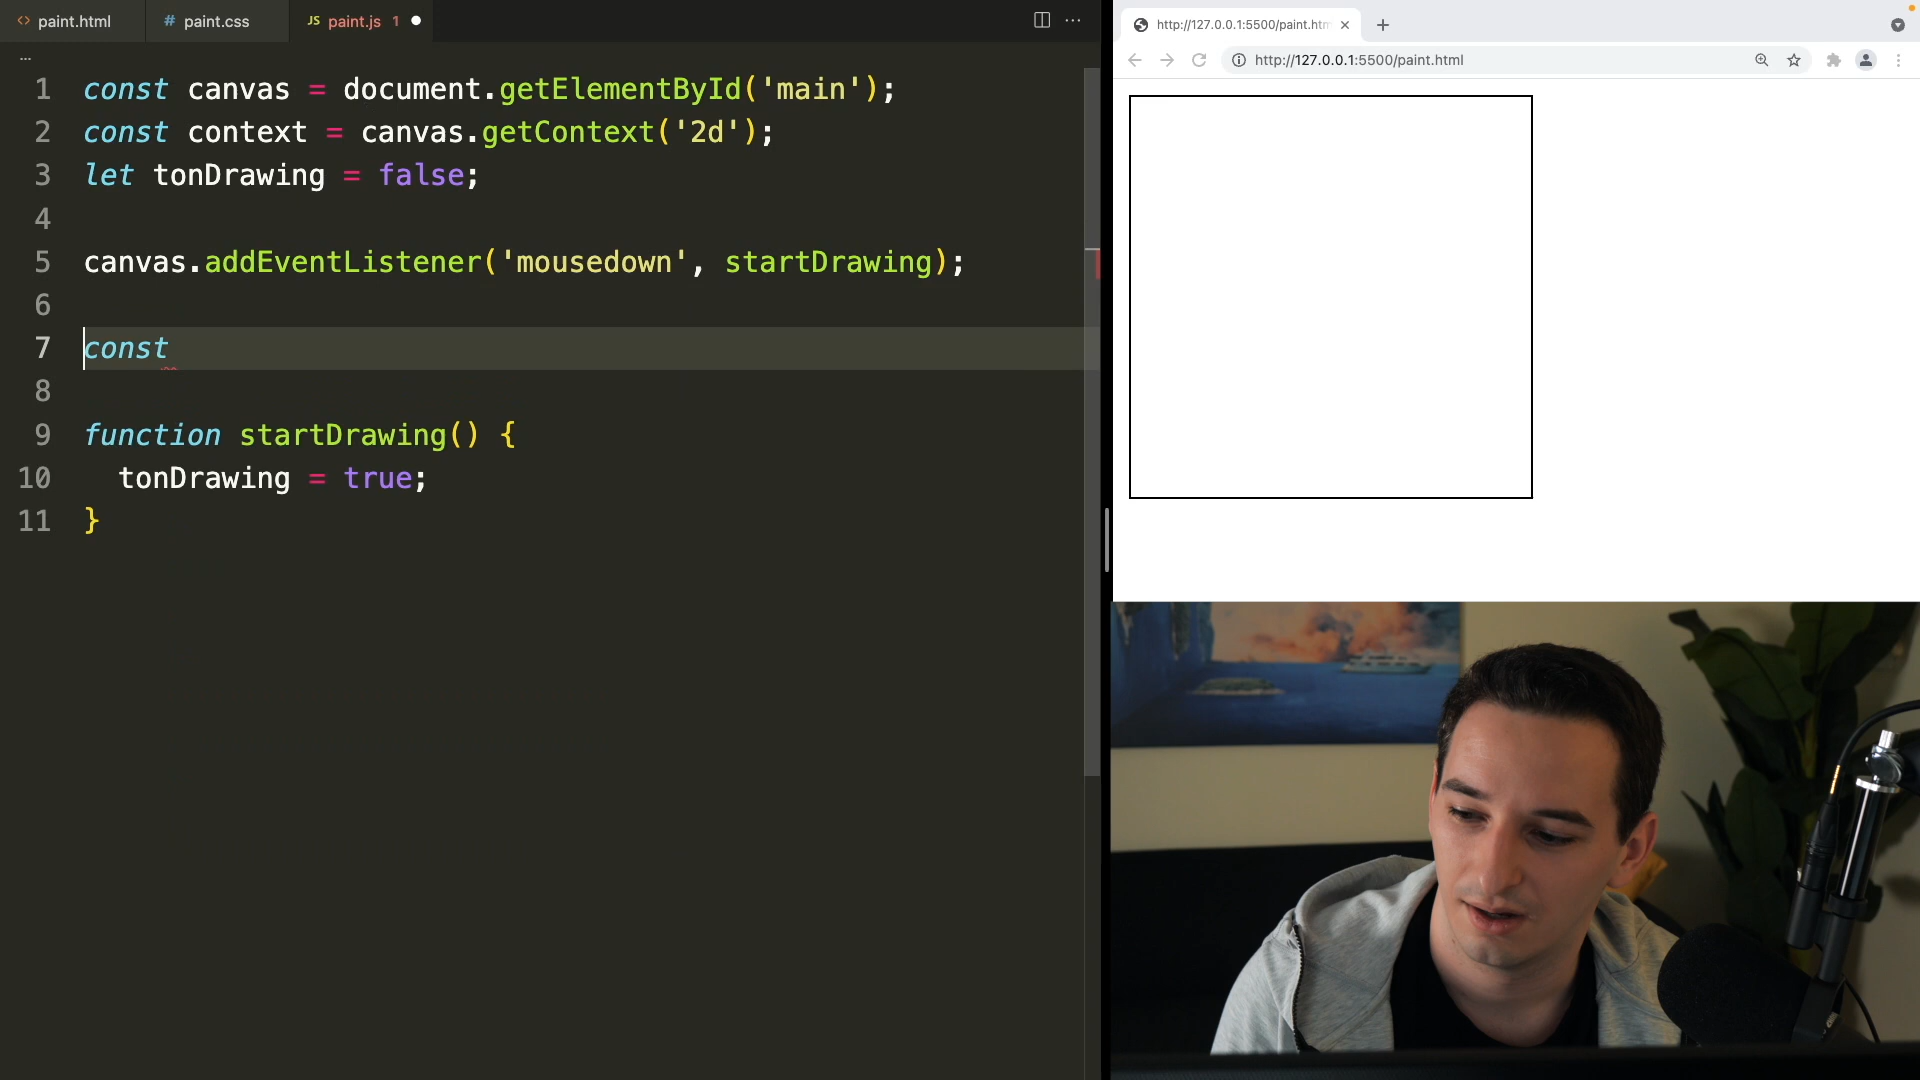 paint.html
paint.css
JS paint.js 1
...
1 const canvas = document.getElementById('main');
2 const context = canvas.getContext('2d');
3 let tonDrawing = false;
4
5 canvas.addEventListener('mousedown', startDrawing);
6
7 const
8
9 function startDrawing() {
10 tonDrawing = true;
11 }
http://127.0.0.1:5500/paint.htm
http://127.0.0.1:5500/paint.html